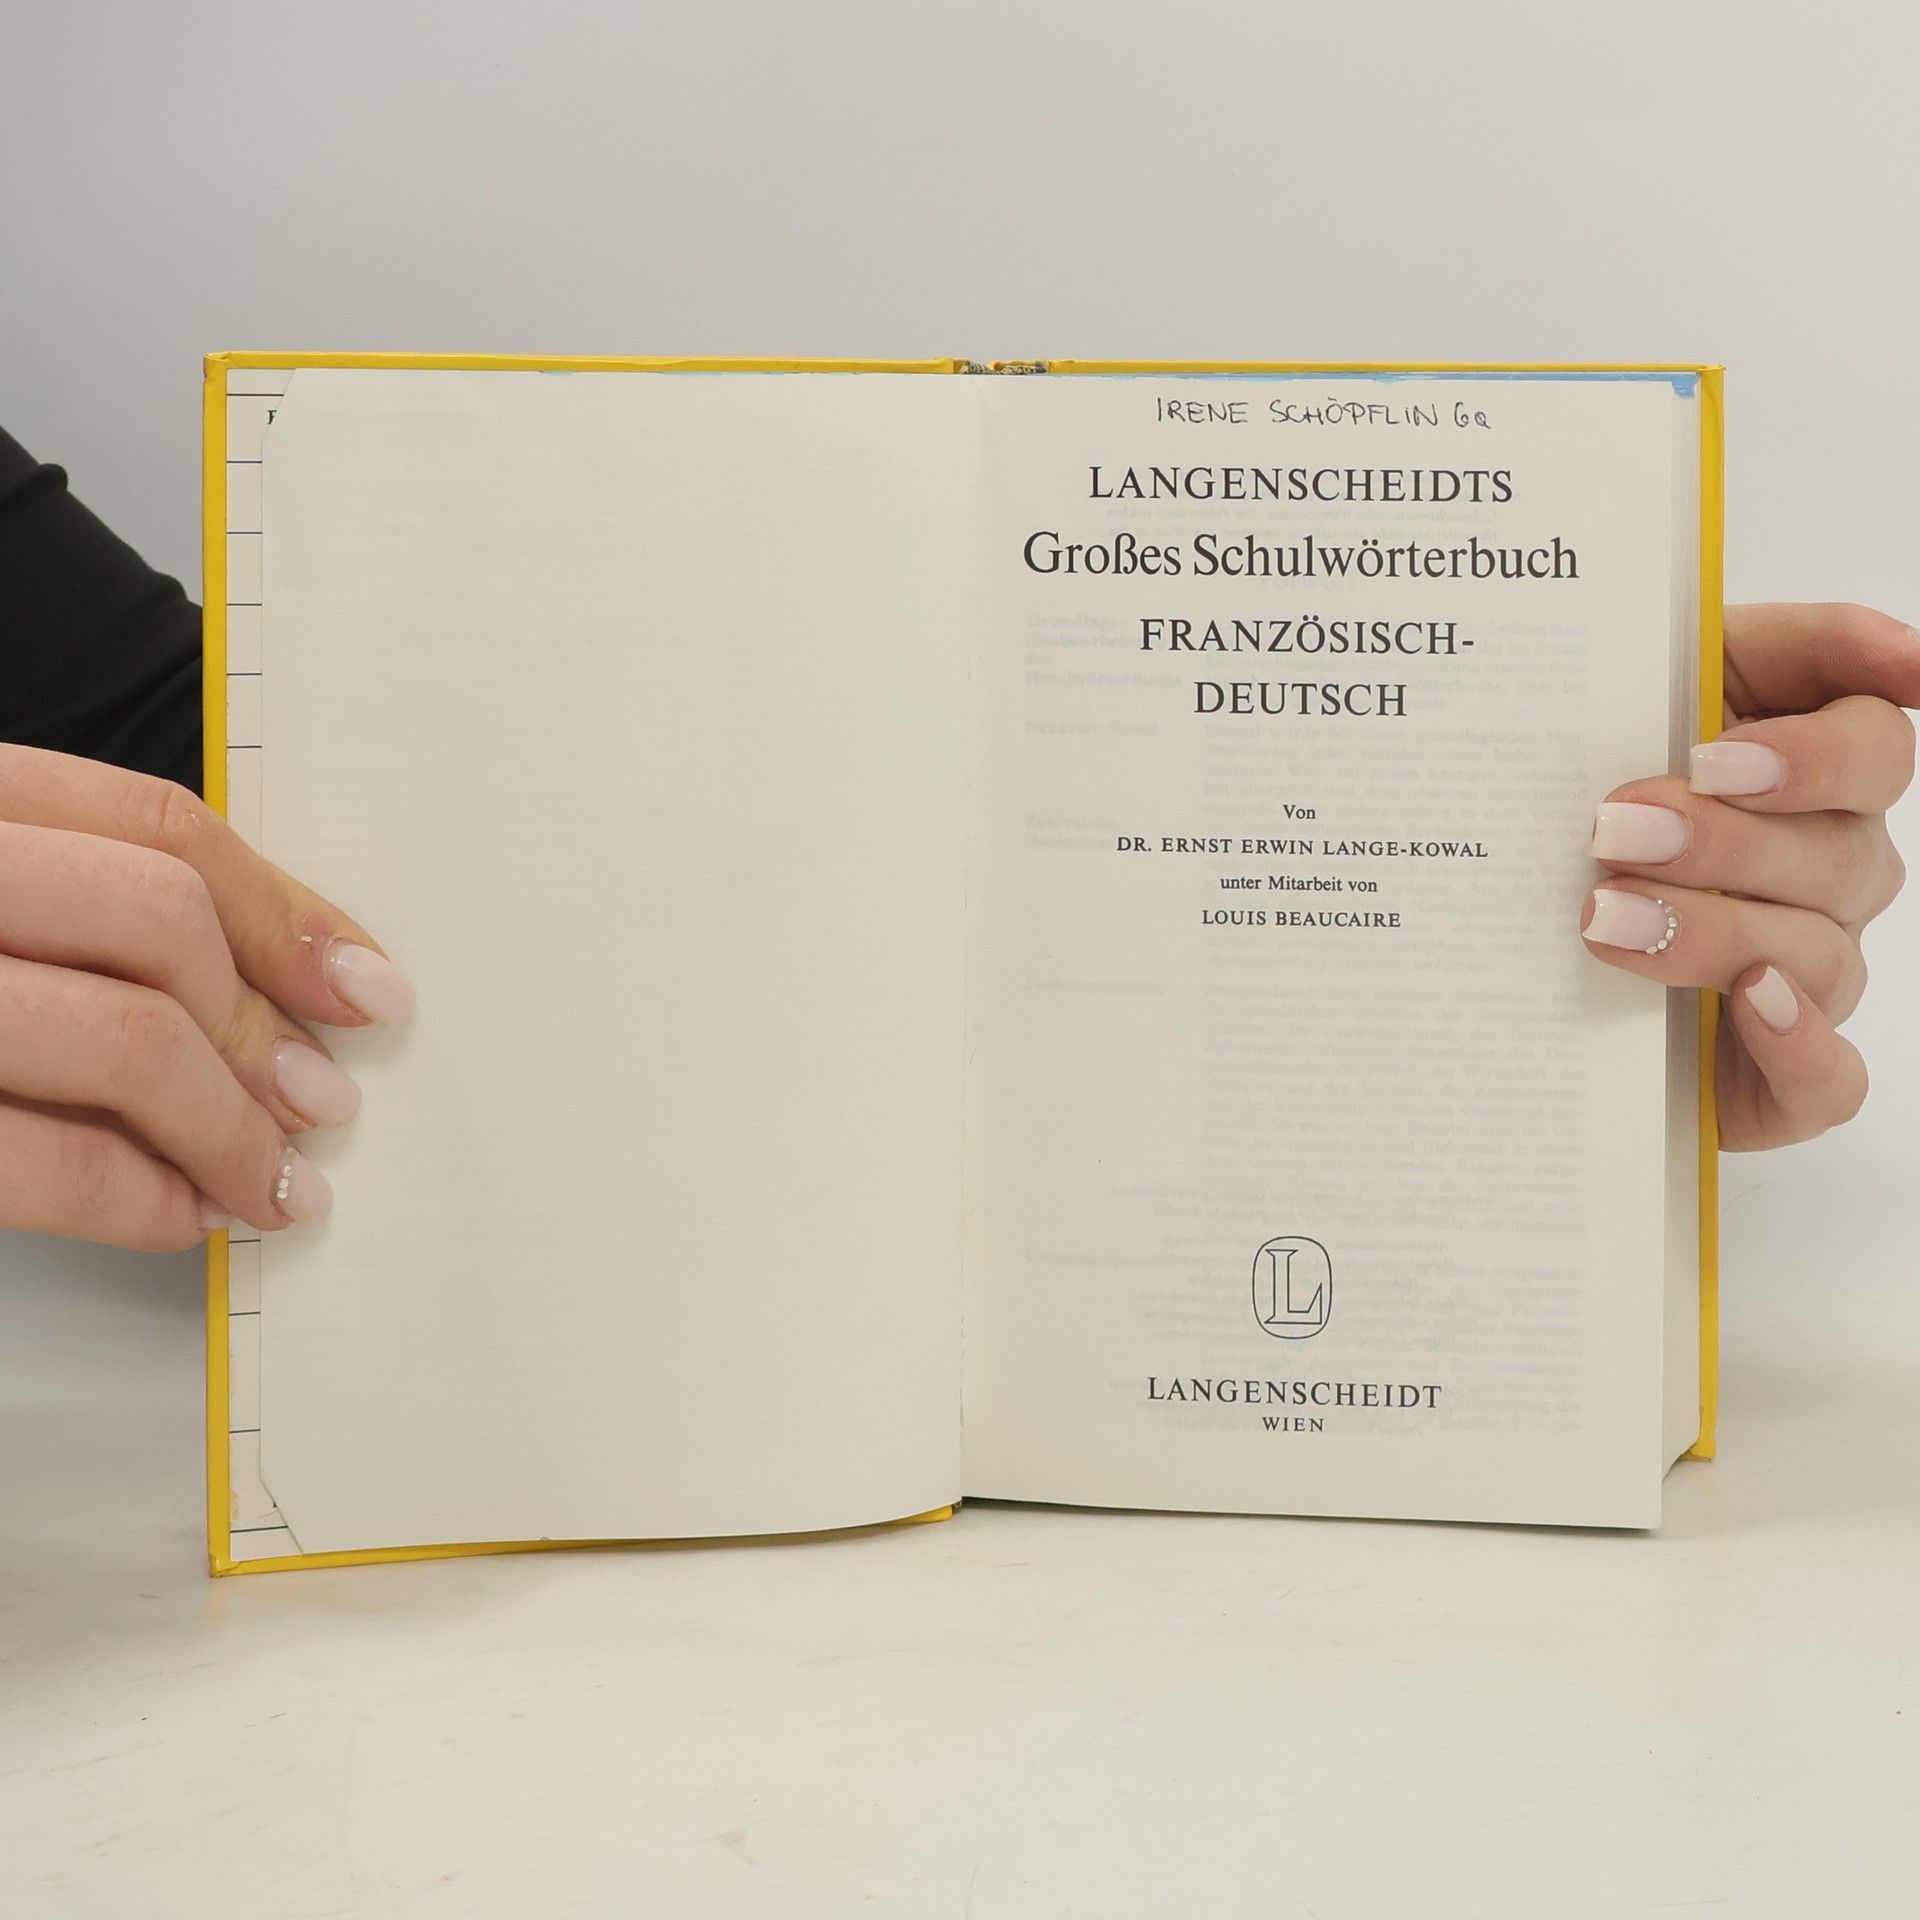 IRENE SCHÖPFLIN 6a
LANGENSCHEIDTS
Großes Schulwörterbuch
FRANZÖSISCH-
DEUTSCH
Von
DR. ERNST ERWIN LANGE-KOWAL
unter Mitarbeit von
LOUIS BEAUCAIRE
L
LANGENSCHEIDT
WIEN